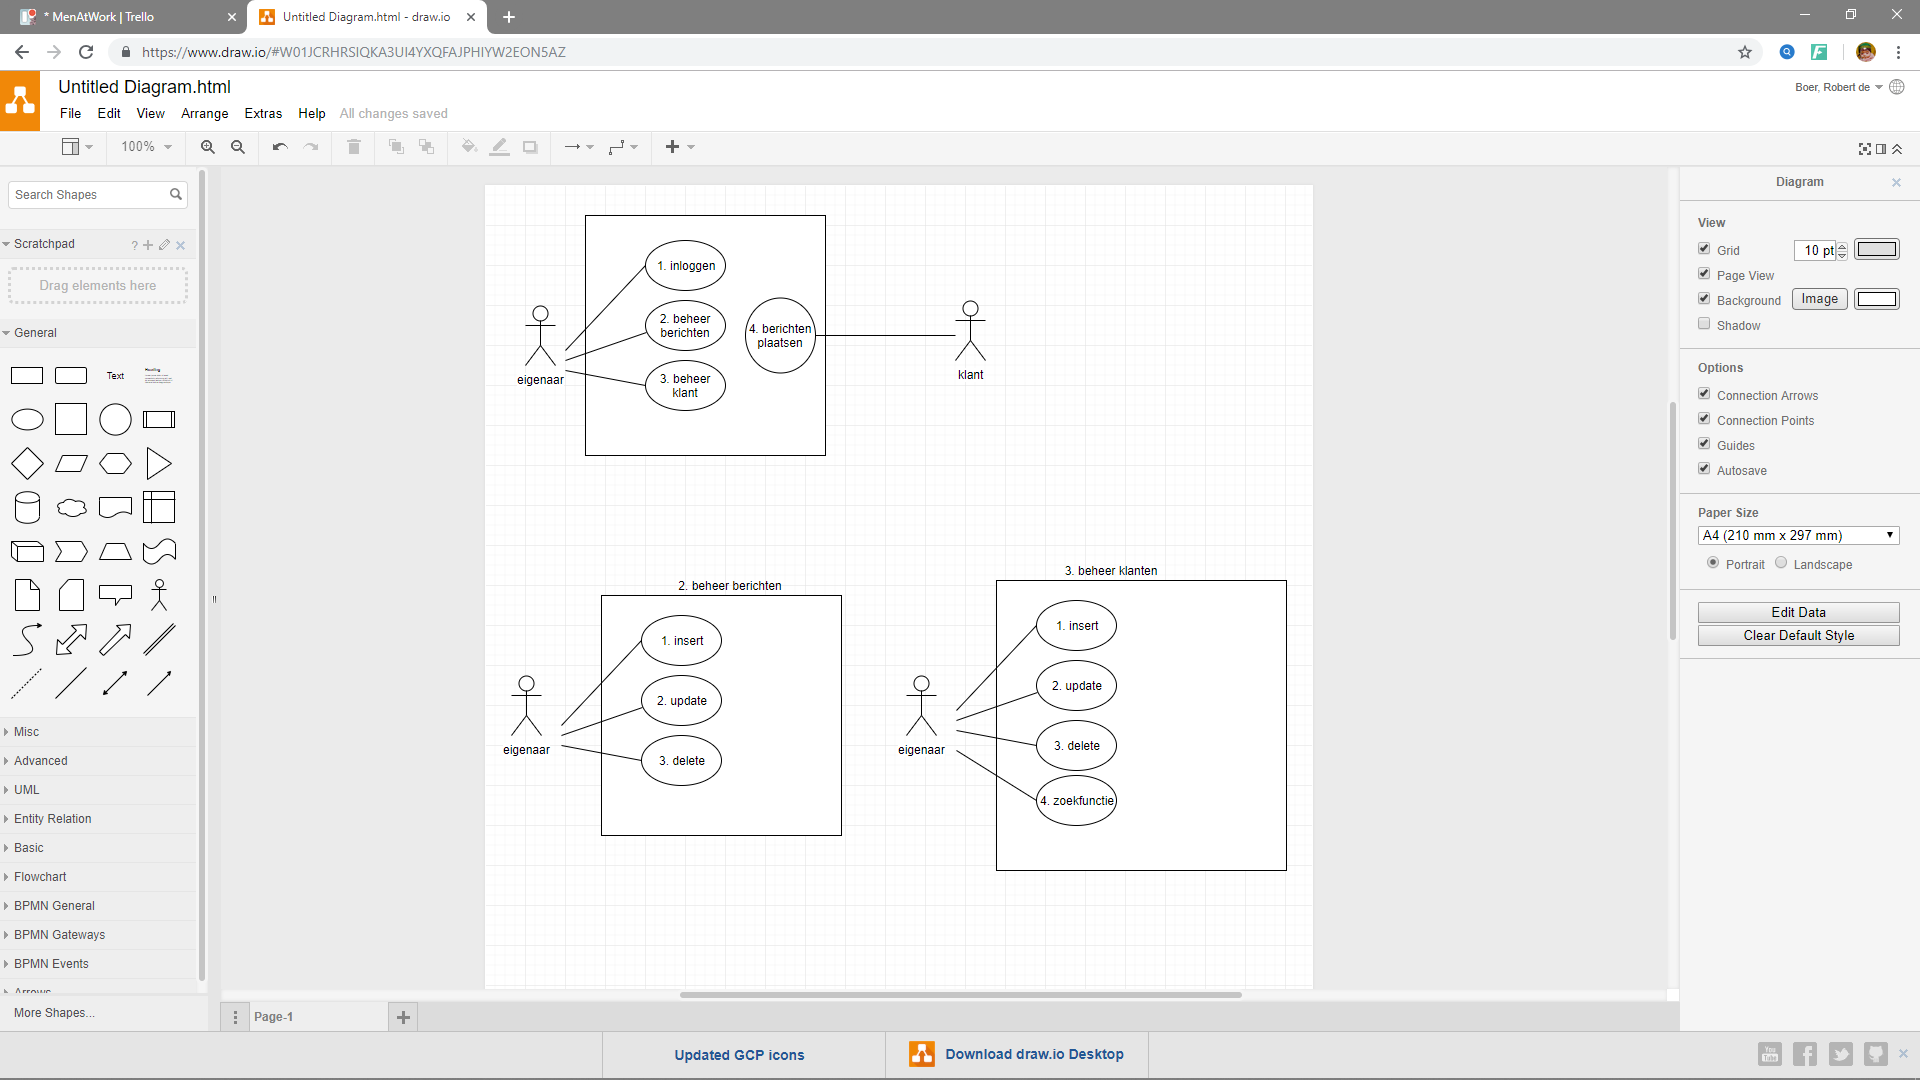 * MenAtWork | Trello
Untitled Diagram.html - draw.io
https://www.draw.io/#W01JCRHRSIQKA3UI4YXQFAJPHIYW2EON5AZ
Untitled Diagram.html
Boer, Robert de
File Edit View Arrange Extras Help All changes saved
100%
Search Shapes
Scratchpad
?
Drag elements here
General
Text
Heading
Misc
Advanced
UML
Entity Relation
Basic
Flowchart
BPMN General
BPMN Gateways
BPMN Events
Arrows
More Shapes...
1. inloggen
2. beheer
berichten
3. beheer
klant
4. berichten
plaatsen
eigenaar
klant
2. beheer berichten
1. insert
2. update
3. delete
eigenaar
3. beheer klanten
1. insert
2. update
3. delete
4. zoekfunctie
eigenaar
Diagram
View
Grid
10 pt
Page View
Background
Image
Shadow
Options
Connection Arrows
Connection Points
Guides
Autosave
Paper Size
A4 (210 mm x 297 mm)
Portrait Landscape
Edit Data
Clear Default Style
Page-1
Updated GCP icons
Download draw.io Desktop
You
Tube